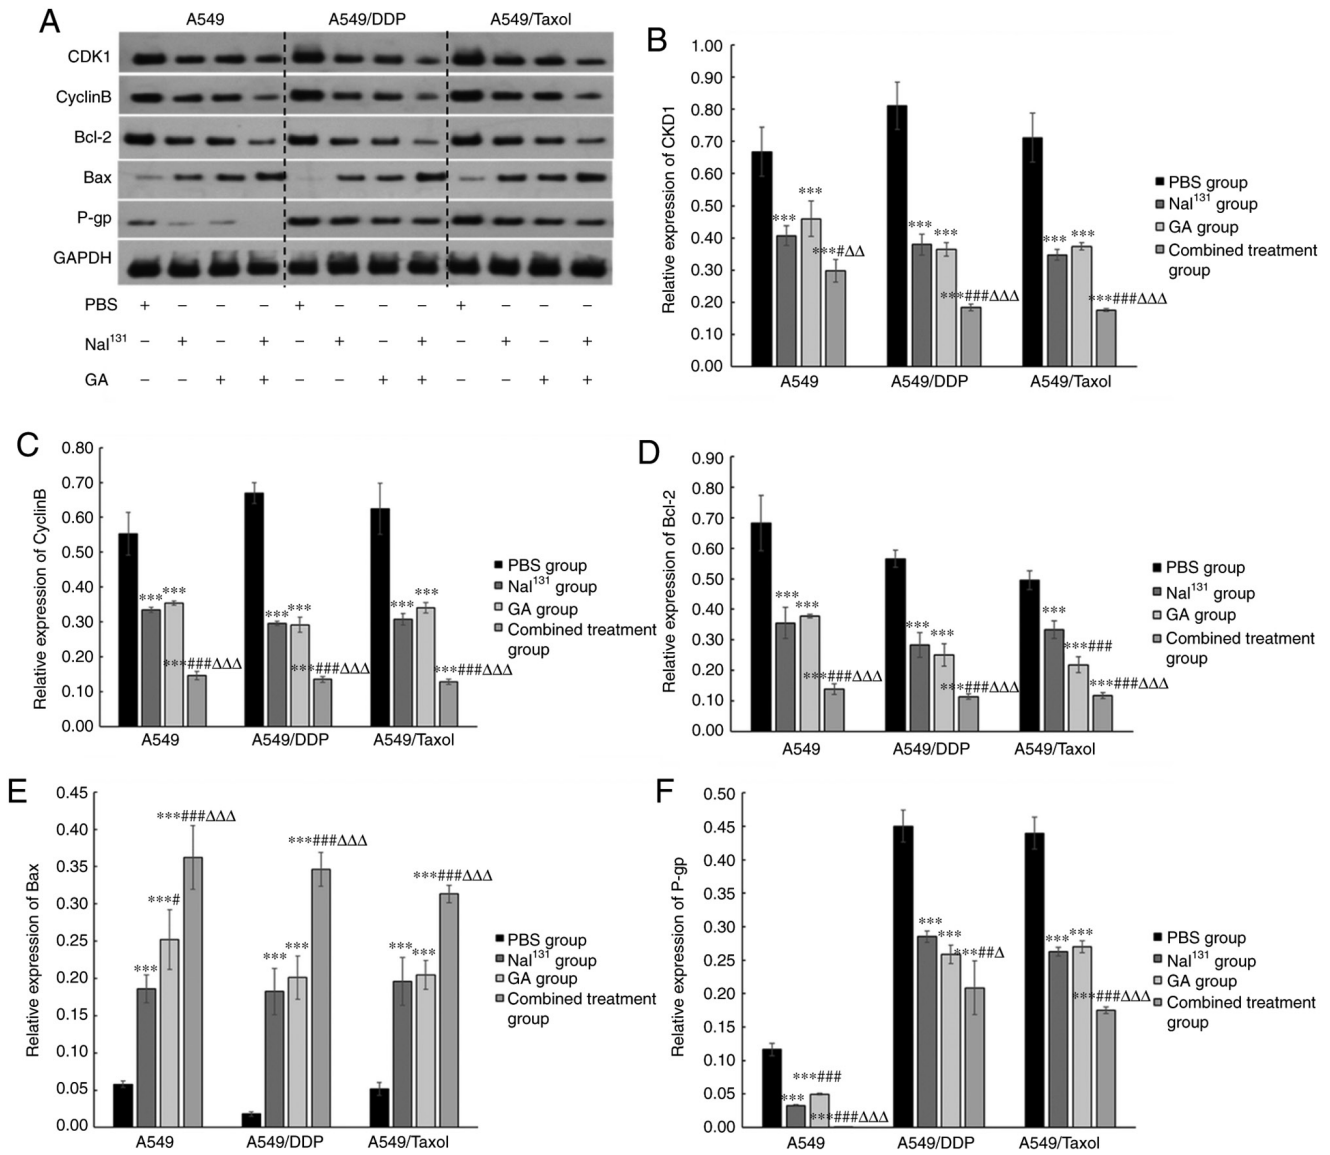 A
A549 A549/DDP A549/Taxol
CDK1
CyclinB
Bcl-2
Bax
P-gp
GAPDH
PBS + − − − + − − − + − − −
NaI¹³¹ − + − + − + − + − + − +
GA − − + + − − + + − − + +
B
Relative expression of CKD1
1.00
0.90
0.80
0.70
0.60
0.50
0.40
0.30
0.20
0.10
0.00
***
***
***#ΔΔ
***
***
***###ΔΔΔ
***
***
***###ΔΔΔ
A549 A549/DDP A549/Taxol
PBS group
NaI¹³¹ group
GA group
Combined treatment
group
C
Relative expression of CyclinB
0.80
0.70
0.60
0.50
0.40
0.30
0.20
0.10
0.00
***
***
***###ΔΔΔ
***
***
***###ΔΔΔ
***
***
***###ΔΔΔ
A549 A549/DDP A549/Taxol
PBS group
NaI¹³¹ group
GA group
Combined treatment
group
D
Relative expression of Bcl-2
0.90
0.80
0.70
0.60
0.50
0.40
0.30
0.20
0.10
0.00
***
***
***###ΔΔΔ
***
***
***###ΔΔΔ
***
***###
***###ΔΔΔ
A549 A549/DDP A549/Taxol
PBS group
NaI¹³¹ group
GA group
Combined treatment
group
E
Relative expression of Bax
0.45
0.40
0.35
0.30
0.25
0.20
0.15
0.10
0.05
0.00
***
***#
***###ΔΔΔ
***
***
***###ΔΔΔ
***
***
***###ΔΔΔ
A549 A549/DDP A549/Taxol
PBS group
NaI¹³¹ group
GA group
Combined treatment
group
F
Relative expression of P-gp
0.50
0.45
0.40
0.35
0.30
0.25
0.20
0.15
0.10
0.05
0.00
***
***###
***###ΔΔΔ
***
***
***##Δ
***
***
***###ΔΔΔ
A549 A549/DDP A549/Taxol
PBS group
NaI¹³¹ group
GA group
Combined treatment
group